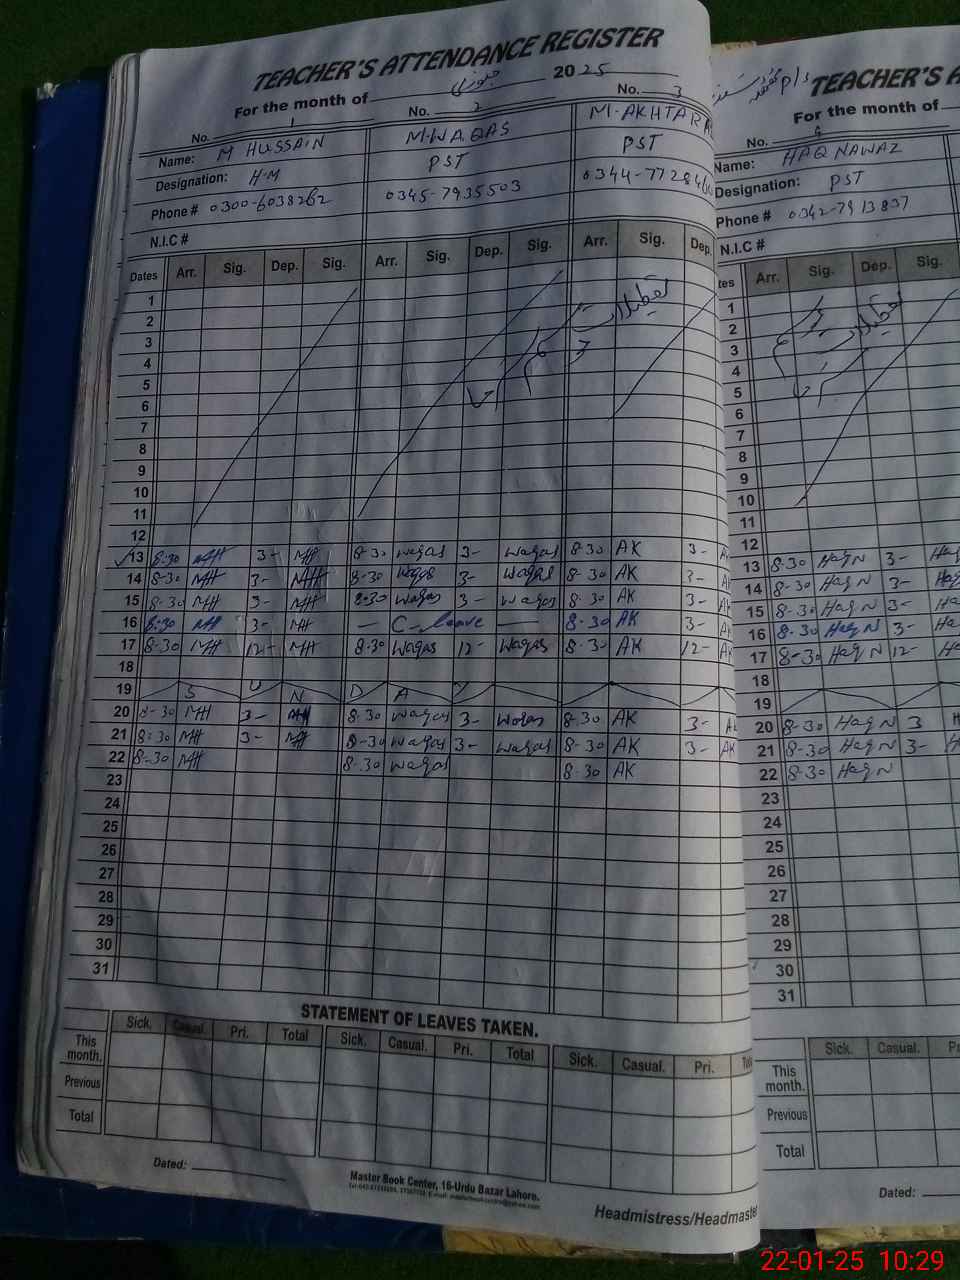 TEACHER'S ATTENDANCE REGISTER
For the month of جنوری 2025
No. 1 No. 2 No. 3
Name: M HUSSAIN M.WAQAS M-AKHTAR
Designation: H-M PST PST
Phone # 0300-6038262 0345-7935503 0344-7728460
N.I.C #
Dates Arr. Sig. Dep. Sig. Arr. Sig. Dep. Sig. Arr. Sig. Dep.
1
2
3
4
5
6
7
8
9
10
11
12
13 8-30 MH 3- MH 8-30 waqas 3- waqas 8-30 AK 3-
14 8-30 MH 3- MH 8-30 waqas 3- waqas 8-30 AK 3-
15 8-30 MH 3- MH 8-30 waqas 3- waqas 8-30 AK 3-
16 8-30 MH 3- MH — C- leave — 8-30 AK 3-
17 8-30 MH 12- MH 8-30 waqas 12- waqas 8-30 AK 12-
18
19 S U N D A Y
20 8-30 MH 3- MH 8-30 waqas 3- waqas 8-30 AK 3-
21 8-30 MH 3- MH 8-30 waqas 3- waqas 8-30 AK 3- AK
22 8-30 MH 8-30 waqas 8-30 AK
23
24
25
26
27
28
29
30
31
STATEMENT OF LEAVES TAKEN.
Sick. Casual. Pri. Total Sick. Casual. Pri. Total Sick. Casual. Pri.
This month.
Previous
Total
Dated:
Master Book Center, 16-Urdu Bazar Lahore.
Headmistress/Headmaster
TEACHER'S A
For the month of
No. 4
Name: HAQ NAWAZ
Designation: PST
Phone # 0342-7913837
N.I.C #
tes Arr. Sig. Dep. Sig.
1
2
3
4
5
6
7
8
9
10
11
12
13 8-30 Haq N 3-
14 8-30 Haq N 3-
15 8-30 Haq N 3-
16 8-30 Haq N 3-
17 8-30 Haq N 12-
18
19
20 8-30 Haq N 3
21 8-30 Haq N 3-
22 8-30 Haq N
23
24
25
26
27
28
29
30
31
Sick. Casual.
This month.
Previous
Total
Dated:
22-01-25 10:29